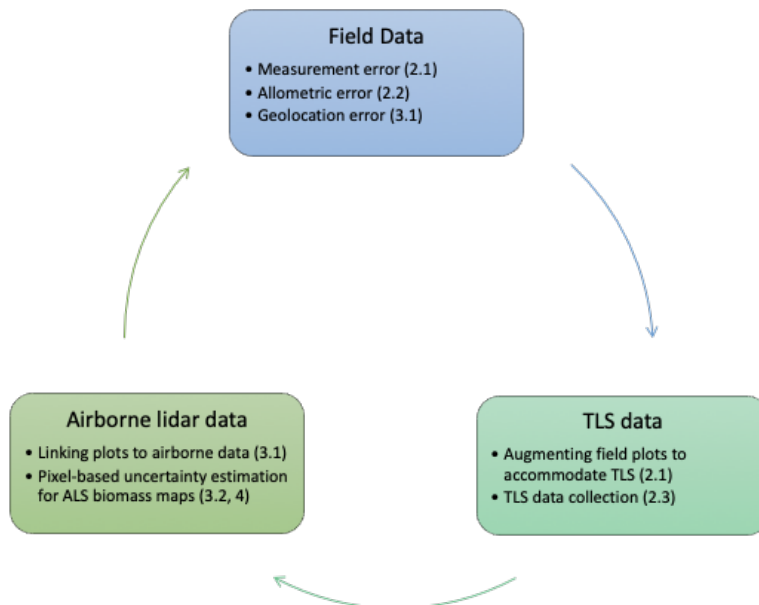 Field Data
• Measurement error (2.1)
• Allometric error (2.2)
• Geolocation error (3.1)
Airborne lidar data
• Linking plots to airborne data (3.1)
• Pixel-based uncertainty estimation
for ALS biomass maps (3.2, 4)
TLS data
• Augmenting field plots to
accommodate TLS (2.1)
• TLS data collection (2.3)